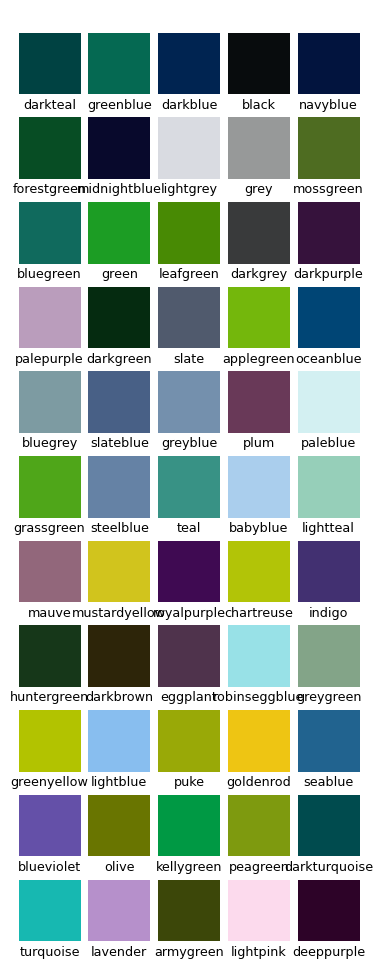 darkteal greenblue darkblue black navyblue
forestgreen midnightblue lightgrey grey mossgreen
bluegreen green leafgreen darkgrey darkpurple
palepurple darkgreen slate applegreen oceanblue
bluegrey slateblue greyblue plum paleblue
grassgreen steelblue teal babyblue lightteal
mauve mustardyellow royalpurple chartreuse indigo
huntergreen darkbrown eggplant robinseggblue greygreen
greenyellow lightblue puke goldenrod seablue
blueviolet olive kellygreen peagreen darkturquoise
turquoise lavender armygreen lightpink deeppurple